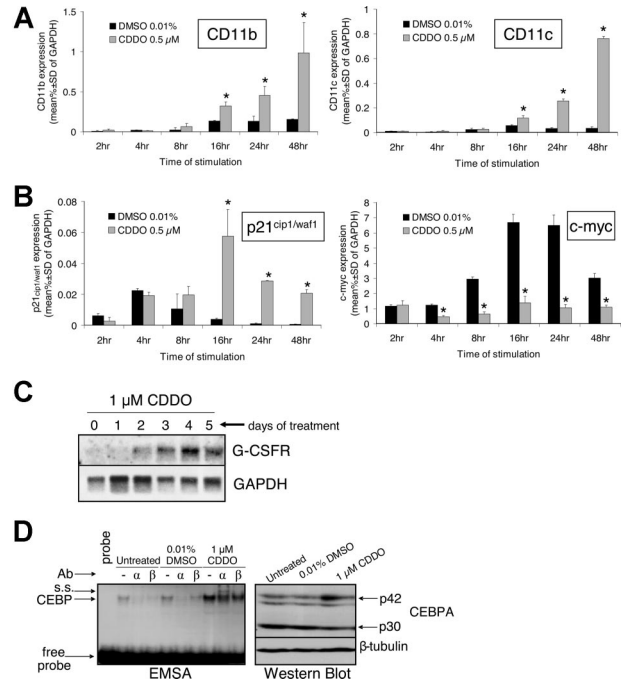 A
CD11b
DMSO 0.01%
CDDO 0.5 µM
CD11b expression
(mean%±SD of GAPDH)
1.5
1
0.5
0
*
*
*
2hr 4hr 8hr 16hr 24hr 48hr
Time of stimulation
CD11c
DMSO 0.01%
CDDO 0.5 µM
CD11c expression
(mean%±SD of GAPDH)
1
0.8
0.6
0.4
0.2
0
*
*
*
2hr 4hr 8hr 16hr 24hr 48hr
Time of stimulation
B
p21cip1/waf1
DMSO 0.01%
CDDO 0.5 µM
p21cip1/waf1 expression
(mean%±SD of GAPDH)
0.08
0.06
0.04
0.02
0
*
*
*
2hr 4hr 8hr 16hr 24hr 48hr
Time of stimulation
c-myc
DMSO 0.01%
CDDO 0.5 µM
c-myc expression
(mean%±SD of GAPDH)
8
7
6
5
4
3
2
1
0
* * * * *
2hr 4hr 8hr 16hr 24hr 48hr
Time of stimulation
C
1 µM CDDO
0 1 2 3 4 5 days of treatment
G-CSFR
GAPDH
D
probe
Untreated
0.01%
DMSO
1 µM
CDDO
Ab - α β - α β - α β
s.s.
CEBP
free
probe
EMSA
Untreated
0.01% DMSO
1 µM CDDO
p42
CEBPA
p30
β-tubulin
Western Blot